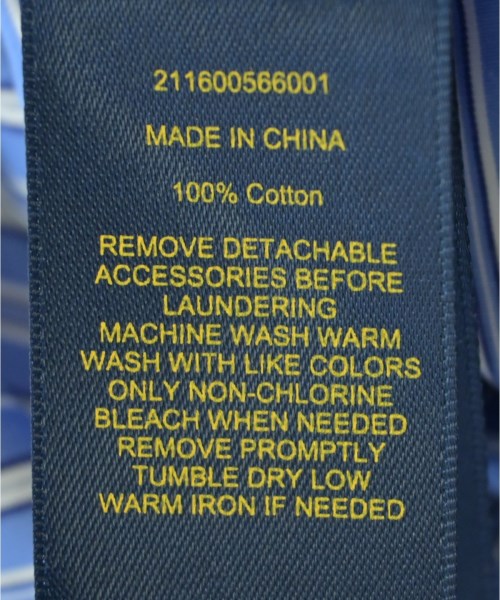 211600566001
MADE IN CHINA
100% Cotton
REMOVE DETACHABLE
ACCESSORIES BEFORE
LAUNDERING
MACHINE WASH WARM
WASH WITH LIKE COLORS
ONLY NON-CHLORINE
BLEACH WHEN NEEDED
REMOVE PROMPTLY
TUMBLE DRY LOW
WARM IRON IF NEEDED